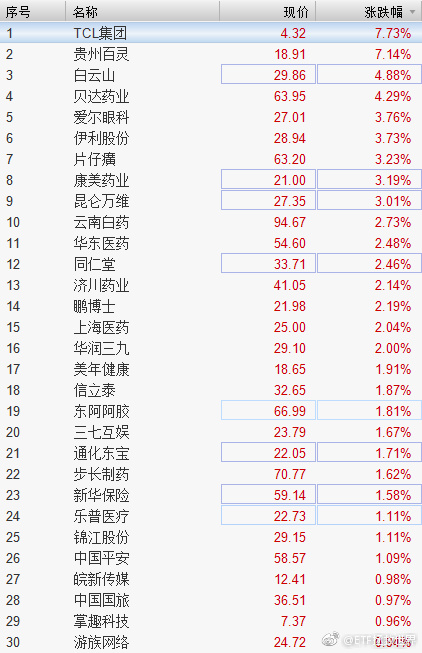 序号 名称 现价 涨跌幅
1 TCL集团 4.32 7.73%
2 贵州百灵 18.91 7.14%
3 白云山 29.86 4.88%
4 贝达药业 63.95 4.29%
5 爱尔眼科 27.01 3.76%
6 伊利股份 28.94 3.73%
7 片仔癀 63.20 3.23%
8 康美药业 21.00 3.19%
9 昆仑万维 27.35 3.01%
10 云南白药 94.67 2.73%
11 华东医药 54.60 2.48%
12 同仁堂 33.71 2.46%
13 济川药业 41.05 2.14%
14 鹏博士 21.98 2.19%
15 上海医药 25.00 2.04%
16 华润三九 29.10 2.00%
17 美年健康 18.65 1.91%
18 信立泰 32.65 1.87%
19 东阿阿胶 66.99 1.81%
20 三七互娱 23.79 1.67%
21 通化东宝 22.05 1.71%
22 步长制药 70.77 1.62%
23 新华保险 59.14 1.58%
24 乐普医疗 22.73 1.11%
25 锦江股份 29.15 1.11%
26 中国平安 58.57 1.09%
27 皖新传媒 12.41 0.98%
28 中国国旅 36.51 0.97%
29 掌趣科技 7.37 0.96%
30 游族网络 24.72 0.94%